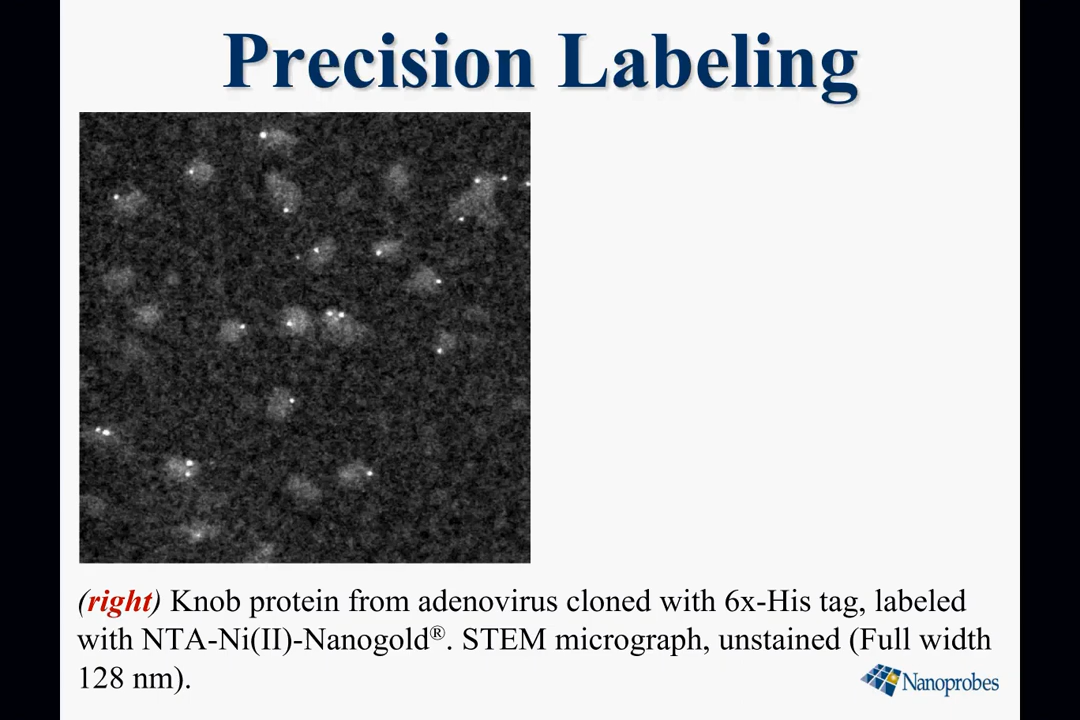 Precision Labeling
(right) Knob protein from adenovirus cloned with 6x-His tag, labeled
with NTA-Ni(II)-Nanogold®. STEM micrograph, unstained (Full width
128 nm).
Nanoprobes